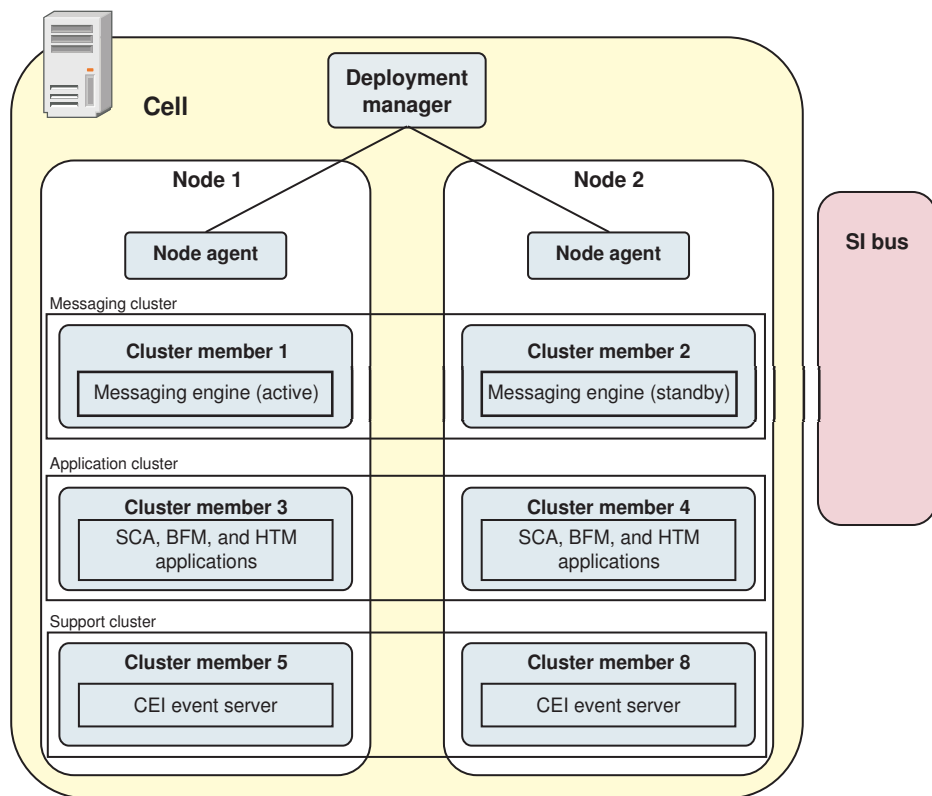 Deployment
manager
Cell
Node 1
Node 2
SI bus
Node agent
Node agent
Messaging cluster
Cluster member 1
Messaging engine (active)
Cluster member 2
Messaging engine (standby)
Application cluster
Cluster member 3
SCA, BFM, and HTM
applications
Cluster member 4
SCA, BFM, and HTM
applications
Support cluster
Cluster member 5
CEI event server
Cluster member 8
CEI event server